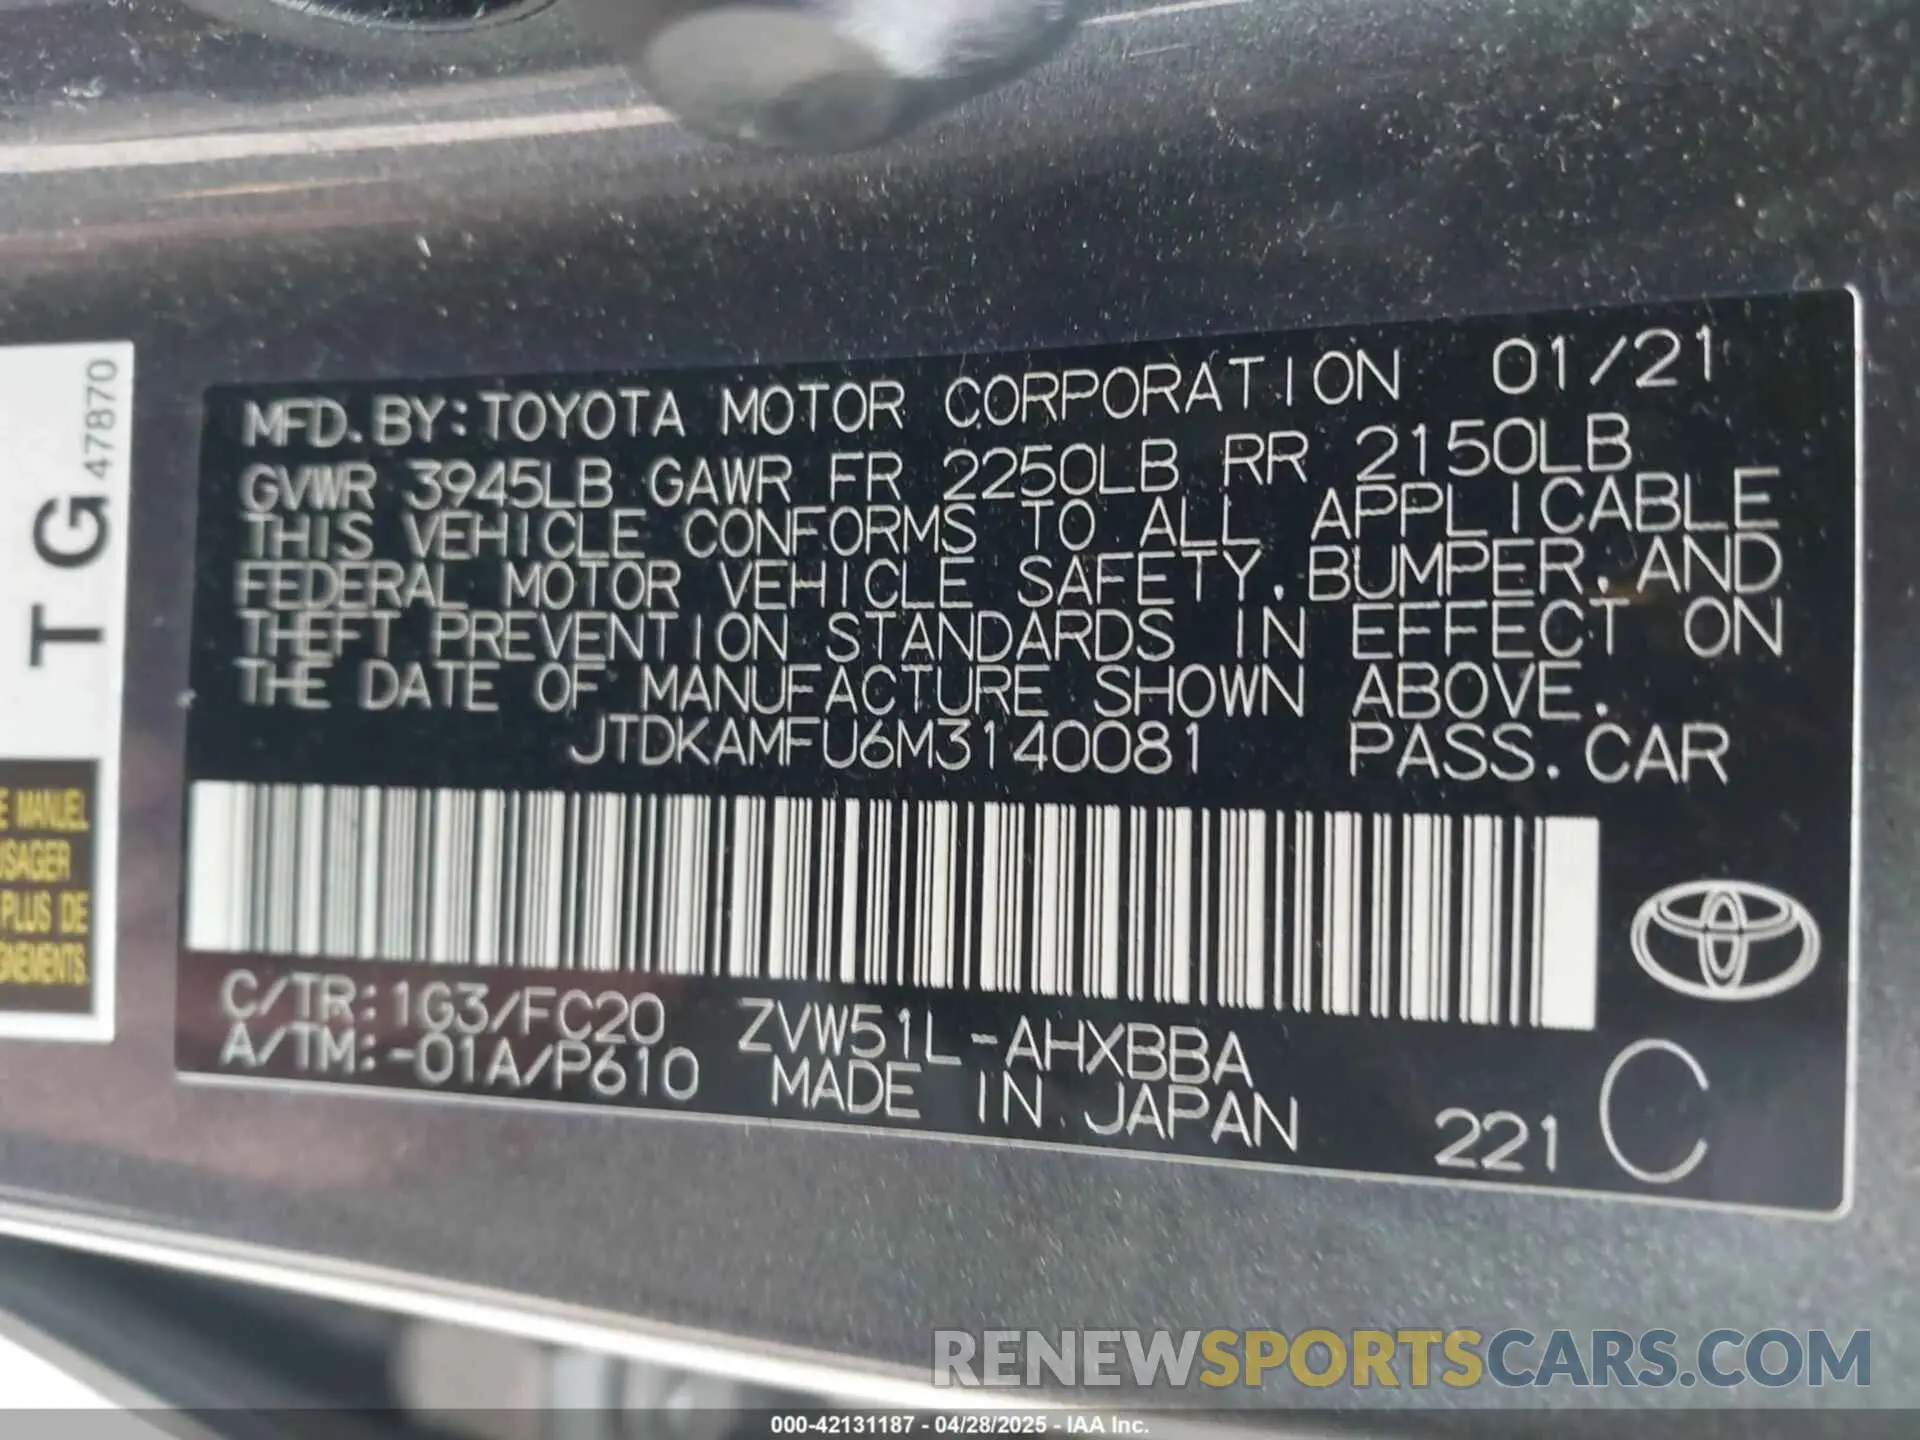 MFD.BY:TOYOTA MOTOR CORPORATION 01/21
GVWR 3945LB GAWR FR 2250LB RR 2150LB
THIS VEHICLE CONFORMS TO ALL APPLICABLE
FEDERAL MOTOR VEHICLE SAFETY, BUMPER, AND
THEFT PREVENTION STANDARDS IN EFFECT ON
THE DATE OF MANUFACTURE SHOWN ABOVE.
JTDKAMFU6M3140081 PASS.CAR
C/TR:1G3/FC20 ZVW51L-AHXBBA
A/TM:-01A/P610 MADE IN JAPAN 221 C
T G 47870
E MANUEL
USAGER
PLUS DE
GNEMENTS
RENEWSPORTSCARS.COM
000-42131187 - 04/28/2025 - IAA Inc.